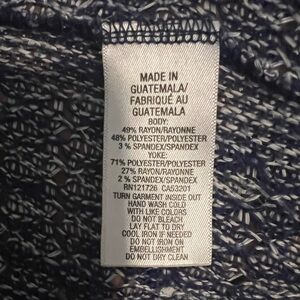 MADE IN
GUATEMALA/
FABRIQUÉ AU
GUATEMALA
BODY:
49% RAYON/RAYONNE
48% POLYESTER/POLYESTER
3 % SPANDEX/SPANDEX
YOKE:
71% POLYESTER/POLYESTER
27% RAYON/RAYONNE
2 % SPANDEX/SPANDEX
RN121726 CA53201
TURN GARMENT INSIDE OUT
HAND WASH COLD
WITH LIKE COLORS
DO NOT BLEACH
LAY FLAT TO DRY
COOL IRON IF NEEDED
DO NOT IRON ON
EMBELLISHMENT
DO NOT DRY CLEAN